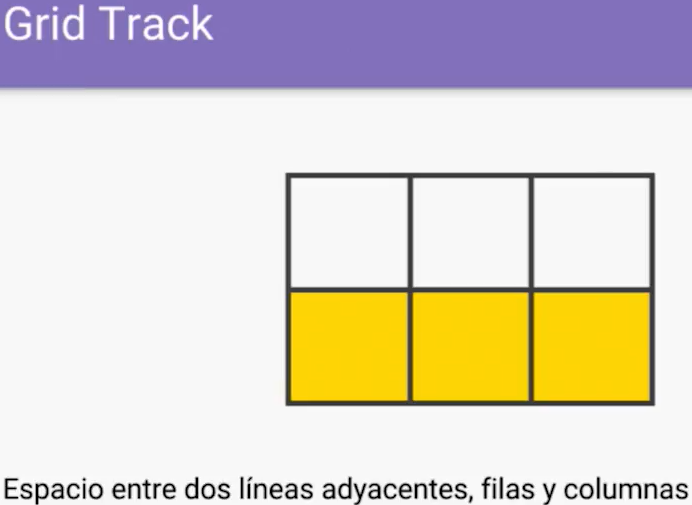 Grid Track
Espacio entre dos líneas adyacentes, filas y columnas